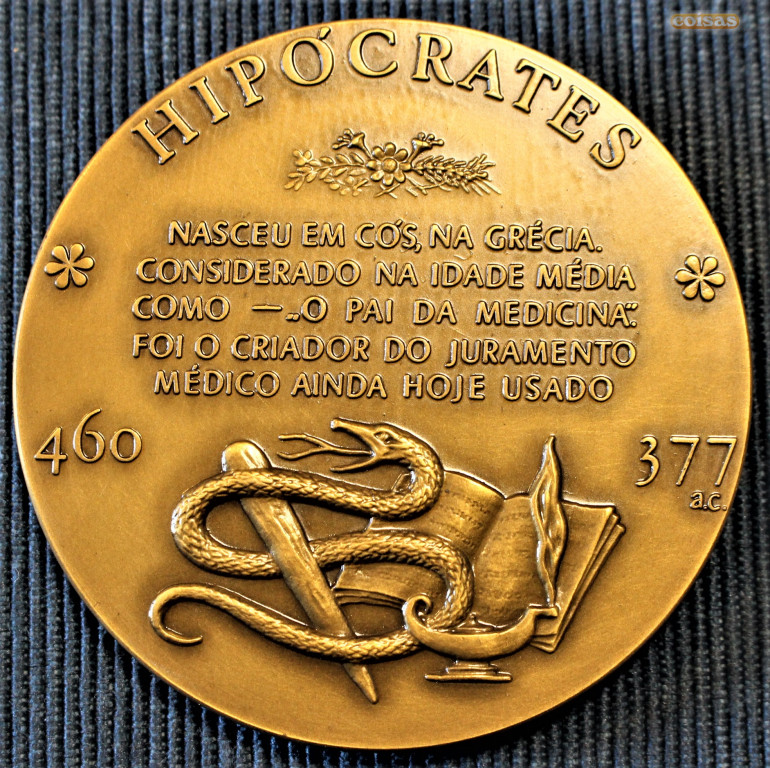 coisas
HIPÓCRATES
NASCEU EM CÓS, NA GRÉCIA.
CONSIDERADO NA IDADE MÉDIA
COMO — „O PAI DA MEDICINA”.
FOI O CRIADOR DO JURAMENTO
MÉDICO AINDA HOJE USADO
460
377
a.c.